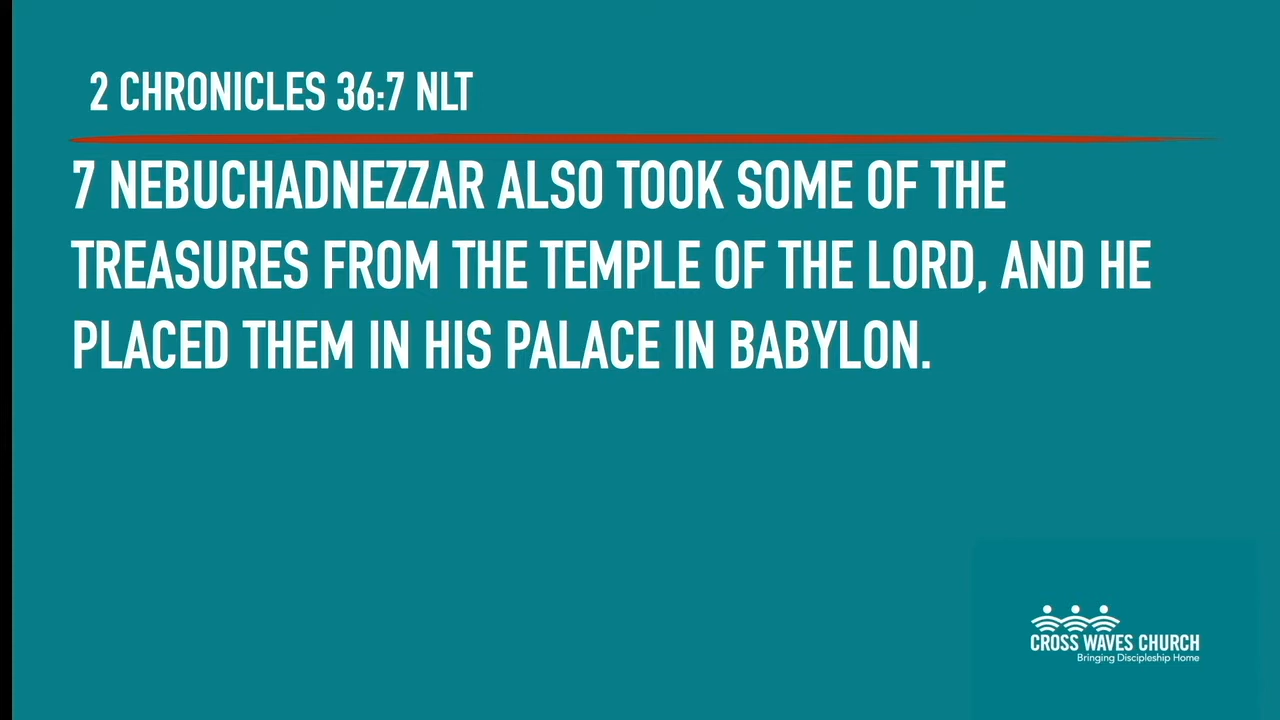 2 CHRONICLES 36:7 NLT
7 NEBUCHADNEZZAR ALSO TOOK SOME OF THE
TREASURES FROM THE TEMPLE OF THE LORD, AND HE
PLACED THEM IN HIS PALACE IN BABYLON.
CROSS WAVES CHURCH
Bringing Discipleship Home